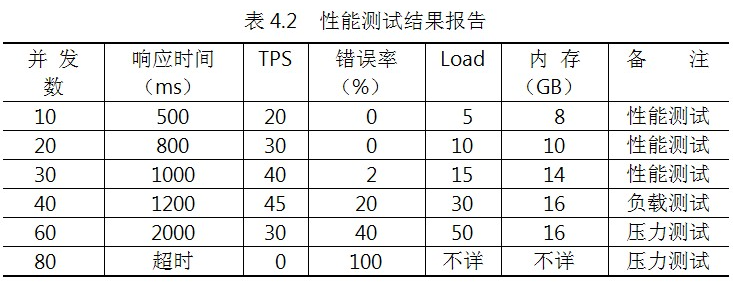 表 4.2 性能测试结果报告
并发数 响应时间（ms） TPS 错误率（%） Load 内存（GB） 备注
10 500 20 0 5 8 性能测试
20 800 30 0 10 10 性能测试
30 1000 40 2 15 14 性能测试
40 1200 45 20 30 16 负载测试
60 2000 30 40 50 16 压力测试
80 超时 0 100 不详 不详 压力测试